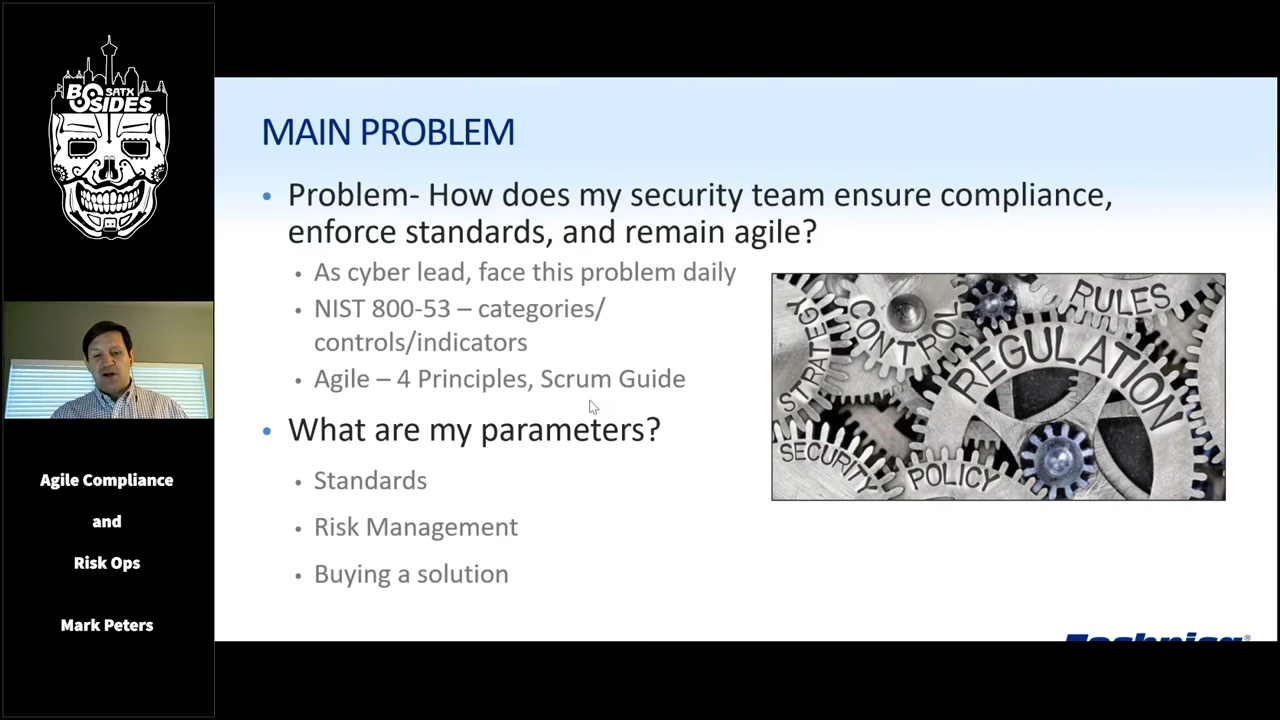 BSIDES
SATX
Agile Compliance
and
Risk Ops
Mark Peters
MAIN PROBLEM
• Problem- How does my security team ensure compliance,
enforce standards, and remain agile?
• As cyber lead, face this problem daily
• NIST 800-53 – categories/
controls/indicators
• Agile – 4 Principles, Scrum Guide
• What are my parameters?
• Standards
• Risk Management
• Buying a solution
STRATEGY
CONTROL
RULES
REGULATION
SECURITY
POLICY